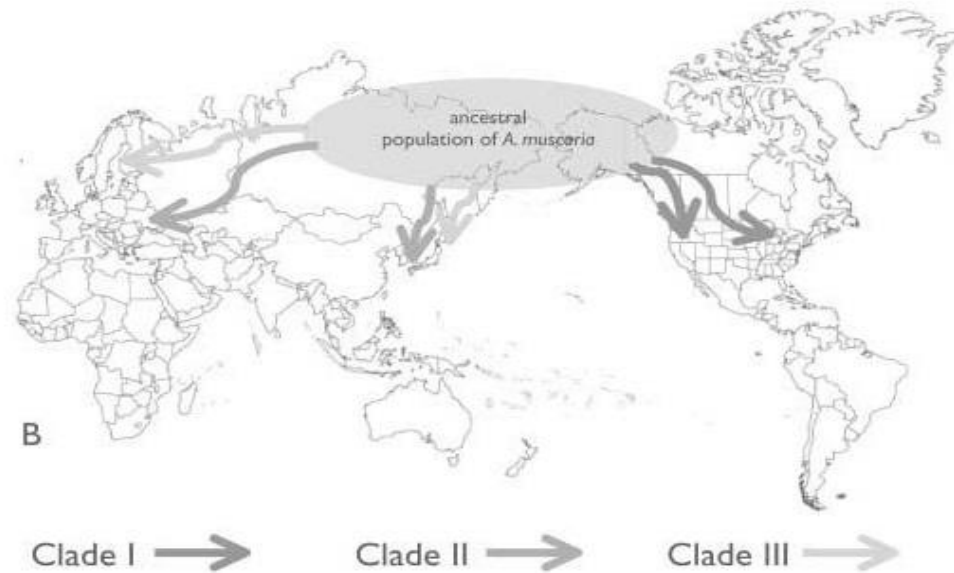 ancestral
population of A. muscaria
B
Clade I
Clade II
Clade III